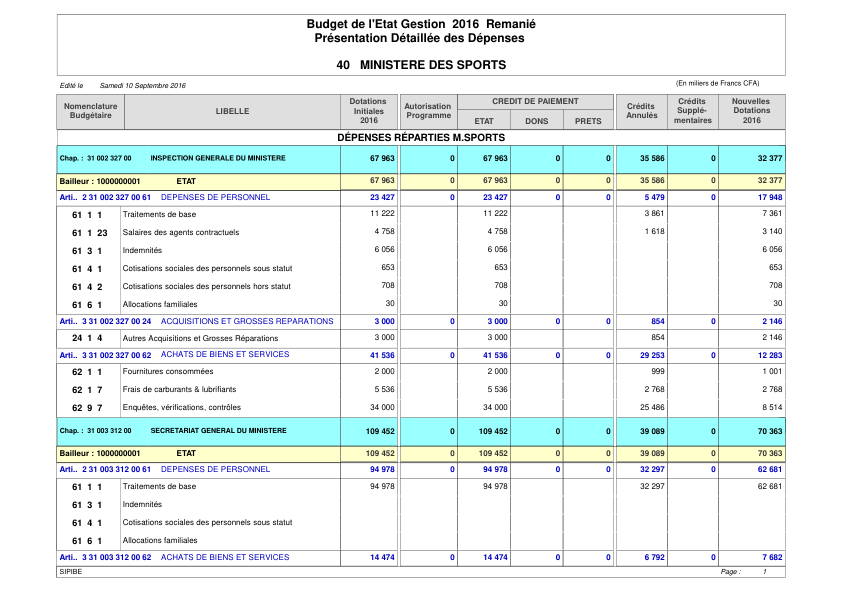 Budget de l'Etat Gestion 2016 Remanié
Présentation Détaillée des Dépenses
40 MINISTERE DES SPORTS
Edité le Samedi 10 Septembre 2016 (En milliers de Francs CFA)
Nomenclature Budgétaire LIBELLE Dotations Initiales 2016 Autorisation Programme CREDIT DE PAIEMENT ETAT DONS PRETS Crédits Annulés Crédits Supplé- mentaires Nouvelles Dotations 2016
DÉPENSES RÉPARTIES M.SPORTS
Chap. : 31 002 327 00 INSPECTION GENERALE DU MINISTERE 67 963 0 67 963 0 0 35 586 0 32 377
Bailleur : 1000000001 ETAT 67 963 0 67 963 0 0 35 586 0 32 377
Arti.. 2 31 002 327 00 61 DEPENSES DE PERSONNEL 23 427 0 23 427 0 0 5 479 0 17 948
61 1 1 Traitements de base 11 222 11 222 3 861 7 361
61 1 23 Salaires des agents contractuels 4 758 4 758 1 618 3 140
61 3 1 Indemnités 6 056 6 056 6 056
61 4 1 Cotisations sociales des personnels sous statut 653 653 653
61 4 2 Cotisations sociales des personnels hors statut 708 708 708
61 6 1 Allocations familiales 30 30 30
Arti.. 3 31 002 327 00 24 ACQUISITIONS ET GROSSES REPARATIONS 3 000 0 3 000 0 0 854 0 2 146
24 1 4 Autres Acquisitions et Grosses Réparations 3 000 3 000 854 2 146
Arti.. 3 31 002 327 00 62 ACHATS DE BIENS ET SERVICES 41 536 0 41 536 0 0 29 253 0 12 283
62 1 1 Fournitures consommées 2 000 2 000 999 1 001
62 1 7 Frais de carburants & lubrifiants 5 536 5 536 2 768 2 768
62 9 7 Enquêtes, vérifications, contrôles 34 000 34 000 25 486 8 514
Chap. : 31 003 312 00 SECRETARIAT GENERAL DU MINISTERE 109 452 0 109 452 0 0 39 089 0 70 363
Bailleur : 1000000001 ETAT 109 452 0 109 452 0 0 39 089 0 70 363
Arti.. 2 31 003 312 00 61 DEPENSES DE PERSONNEL 94 978 0 94 978 0 0 32 297 0 62 681
61 1 1 Traitements de base 94 978 94 978 32 297 62 681
61 3 1 Indemnités
61 4 1 Cotisations sociales des personnels sous statut
61 6 1 Allocations familiales
Arti.. 3 31 003 312 00 62 ACHATS DE BIENS ET SERVICES 14 474 0 14 474 0 0 6 792 0 7 682
SIPIBE Page : 1